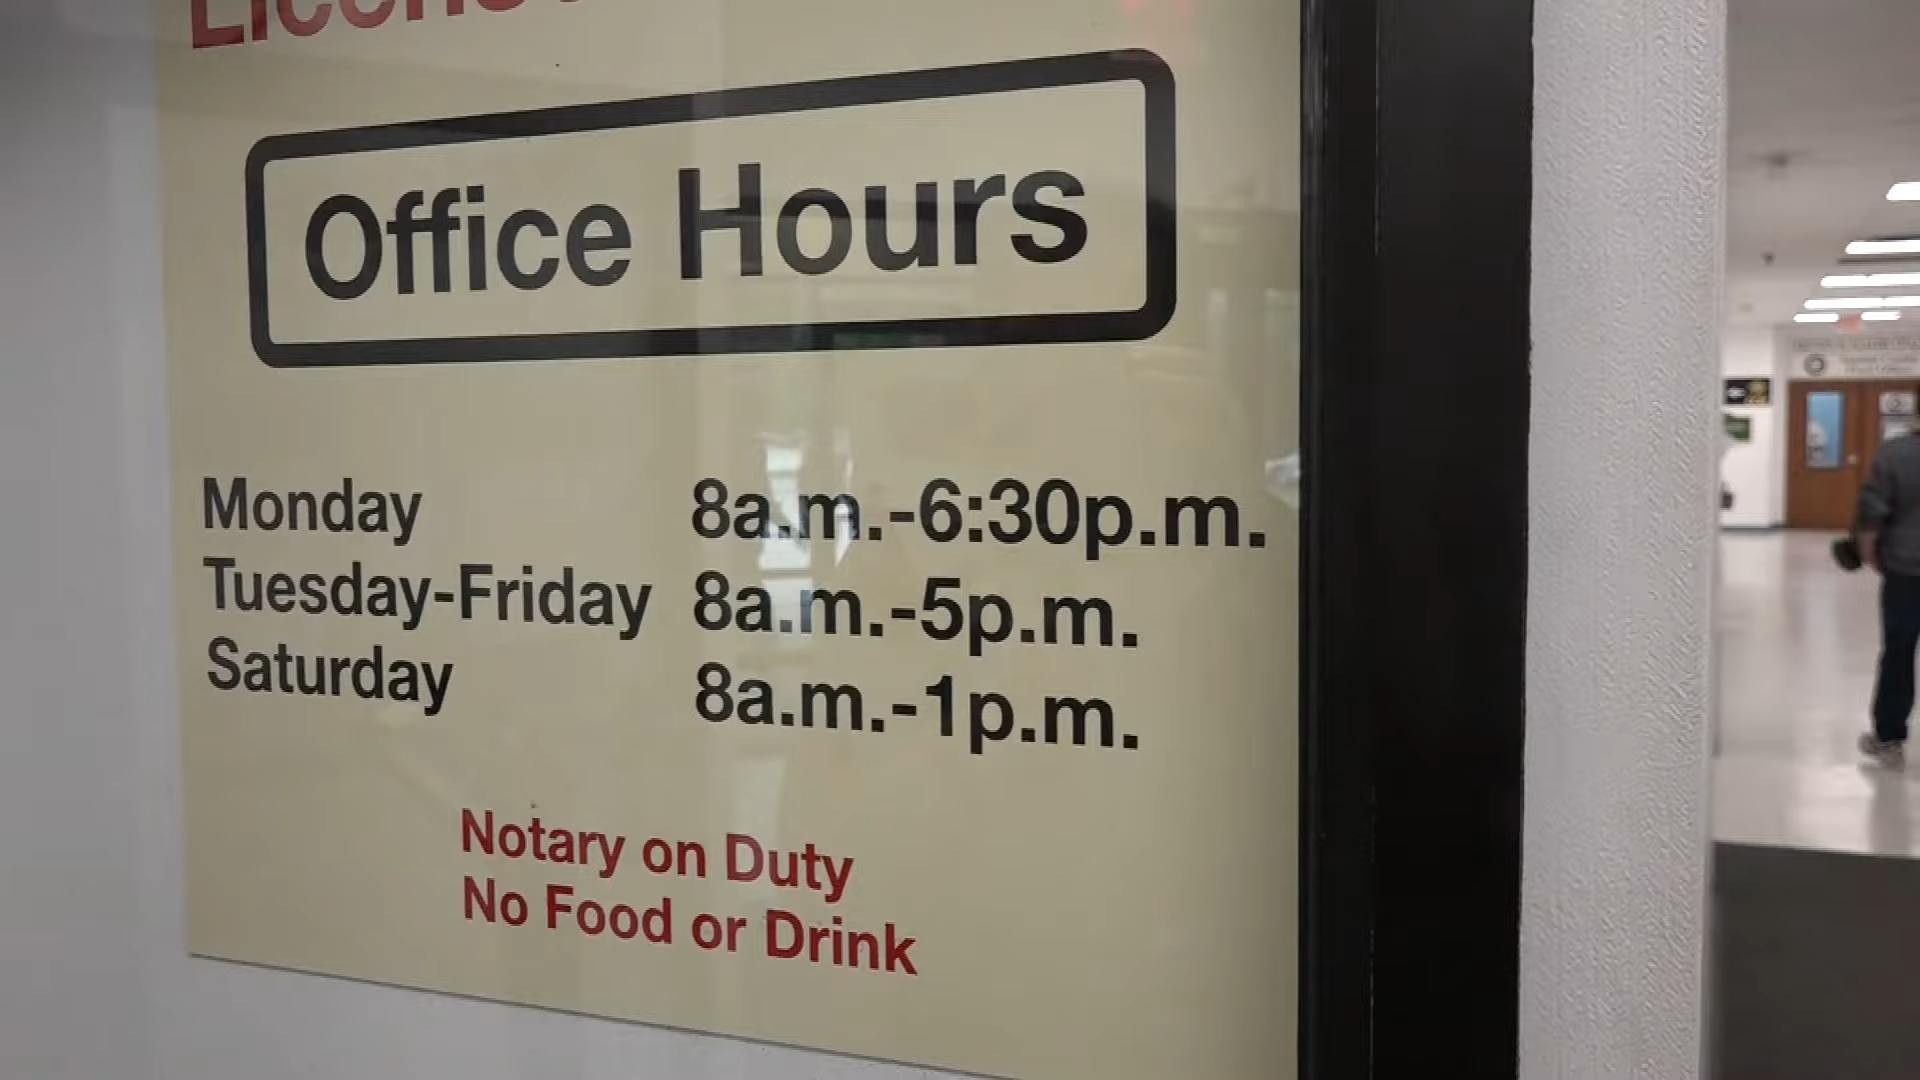 Office Hours
Monday 8a.m.-6:30p.m.
Tuesday-Friday 8a.m.-5p.m.
Saturday 8a.m.-1p.m.
Notary on Duty
No Food or Drink